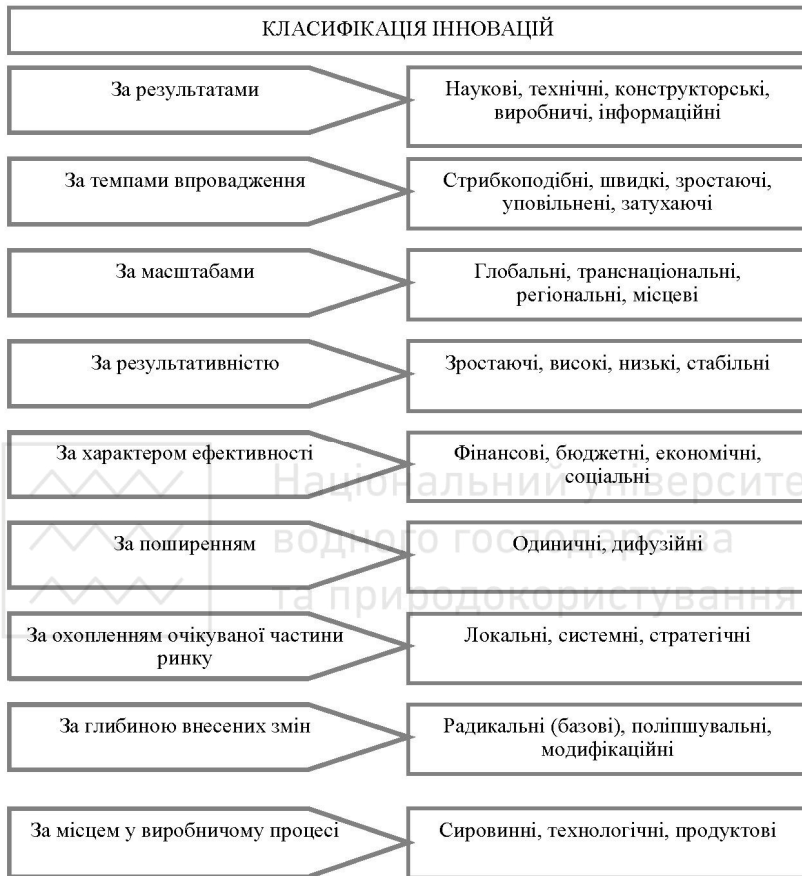 КЛАСИФІКАЦІЯ ІННОВАЦІЙ
За результатами
Наукові, технічні, конструкторські,
виробничі, інформаційні
За темпами впровадження
Стрибкоподібні, швидкі, зростаючі,
уповільнені, затухаючі
За масштабами
Глобальні, транснаціональні,
регіональні, місцеві
За результативністю
Зростаючі, високі, низькі, стабільні
За характером ефективності
Фінансові, бюджетні, економічні,
соціальні
За поширенням
Одиничні, дифузійні
За охопленням очікуваної частини
ринку
Локальні, системні, стратегічні
За глибиною внесених змін
Радикальні (базові), поліпшувальні,
модифікаційні
За місцем у виробничому процесі
Сировинні, технологічні, продуктові
Національний університе
водного господарства
та природокористування